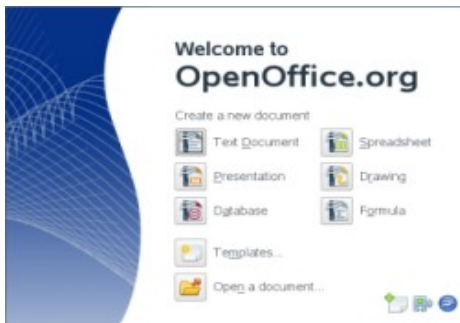 Welcome to
OpenOffice.org
Create a new document
Text Document
Spreadsheet
Presentation
Drawing
Database
Formula
Templates...
Open a document...